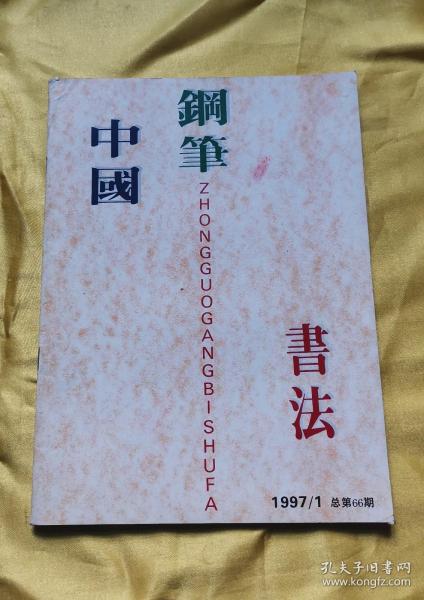 中國
鋼筆
ZHONGGUOGANGBISHUFA
書法
1997/1 总第66期
孔夫子旧书网
www.kongfz.com